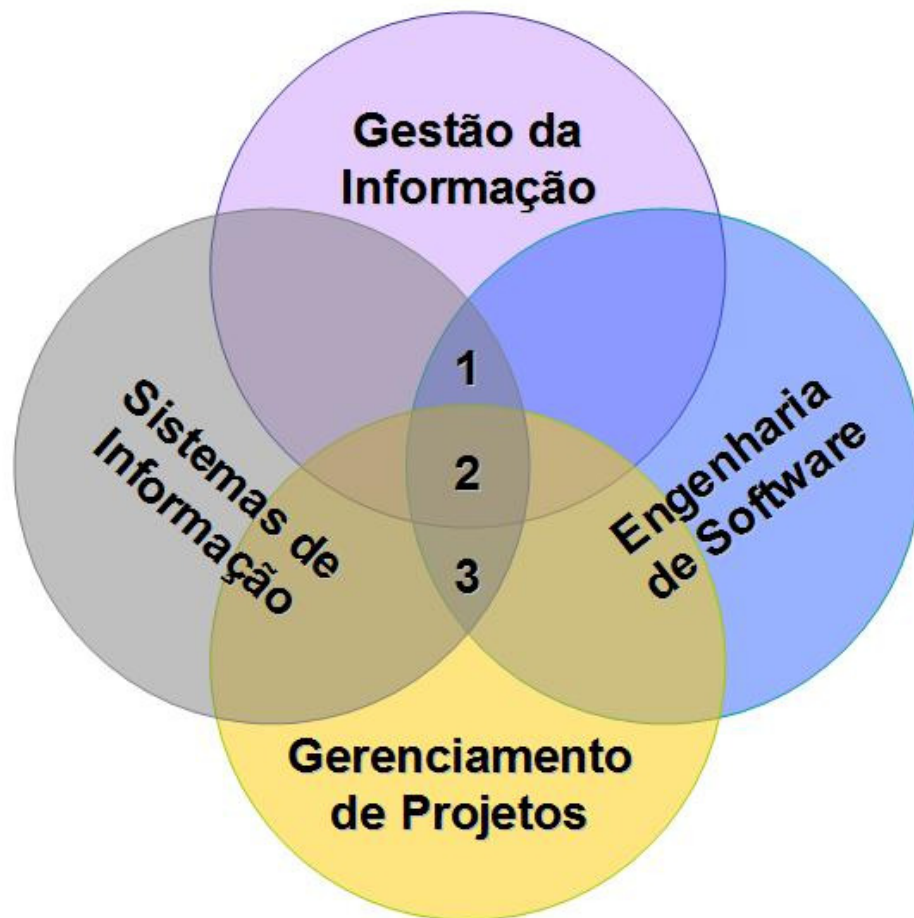 Gestão da
Informação
Sistemas de
Informação
1
2
3
Engenharia
de Software
Gerenciamento
de Projetos